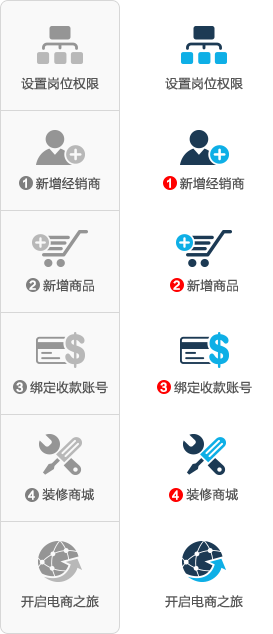 设置岗位权限
设置岗位权限
1 新增经销商
1 新增经销商
2 新增商品
2 新增商品
3 绑定收款账号
3 绑定收款账号
4 装修商城
4 装修商城
开启电商之旅
开启电商之旅